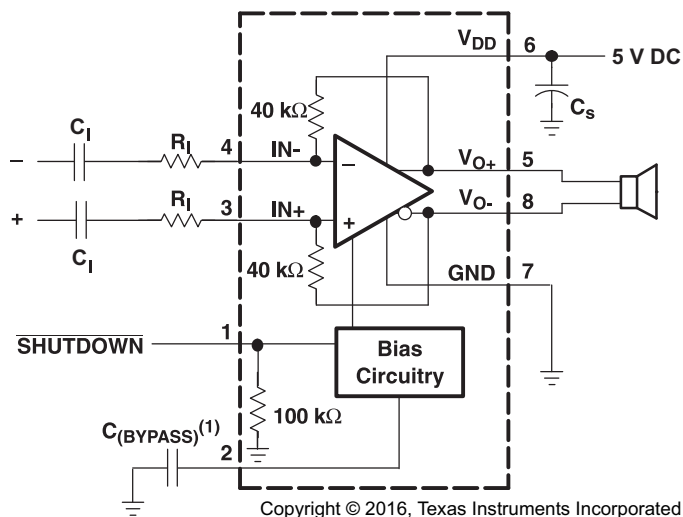 V_DD 6
5 V DC
40 kΩ
C_S
C_I
R_I 4 IN-
−
−
V_O+ 5
V_O- 8
+
R_I 3 IN+
+
C_I
40 kΩ
GND 7
SHUTDOWN 1
Bias
Circuitry
100 kΩ
C_(BYPASS)^(1)
2
Copyright © 2016, Texas Instruments Incorporated